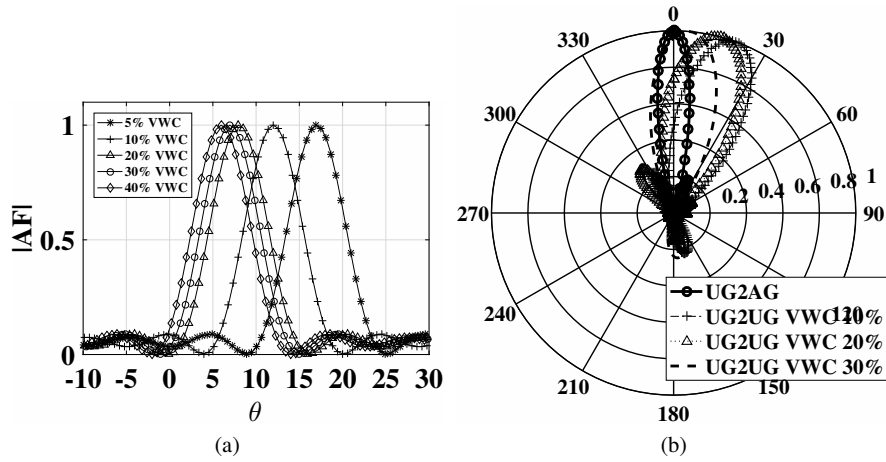 1
0.5
0
|AF|
-10 -5 0 5 10 15 20 25 30
θ
5% VWC
10% VWC
20% VWC
30% VWC
40% VWC
(a)
0
30
60
90
120
150
180
210
240
270
300
330
0.2 0.4 0.6 0.8 1
UG2AG
UG2UG VWC 10%
UG2UG VWC 20%
UG2UG VWC 30%
(b)